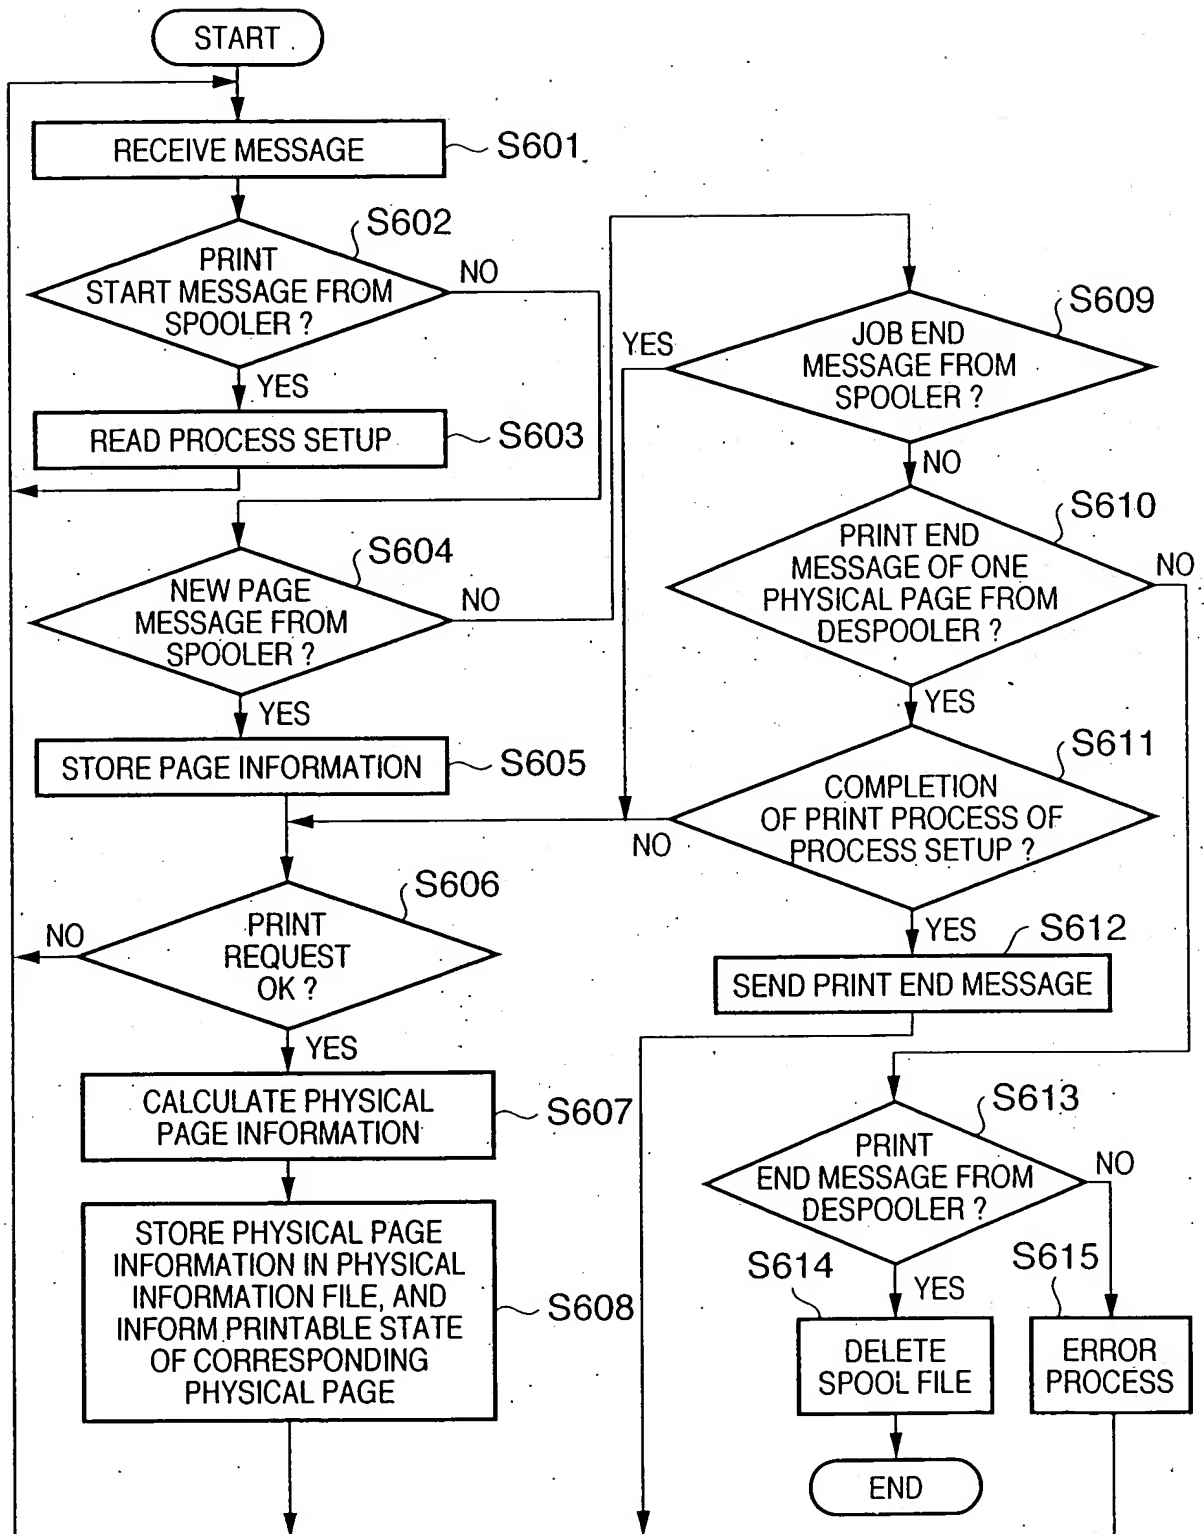 START
RECEIVE MESSAGE
S601
S602
PRINT
START MESSAGE FROM
SPOOLER ?
NO
YES
READ PROCESS SETUP
S603
S604
NEW PAGE
MESSAGE FROM
SPOOLER ?
NO
YES
STORE PAGE INFORMATION
S605
S606
PRINT
REQUEST
OK ?
NO
YES
CALCULATE PHYSICAL
PAGE INFORMATION
S607
STORE PHYSICAL PAGE
INFORMATION IN PHYSICAL
INFORMATION FILE, AND
INFORM PRINTABLE STATE
OF CORRESPONDING
PHYSICAL PAGE
S608
S609
JOB END
MESSAGE FROM
SPOOLER ?
YES
NO
S610
PRINT END
MESSAGE OF ONE
PHYSICAL PAGE FROM
DESPOOLER ?
NO
YES
S611
COMPLETION
OF PRINT PROCESS OF
PROCESS SETUP ?
NO
YES
S612
SEND PRINT END MESSAGE
S613
PRINT
END MESSAGE FROM
DESPOOLER ?
NO
YES
S614
DELETE
SPOOL FILE
S615
ERROR
PROCESS
END